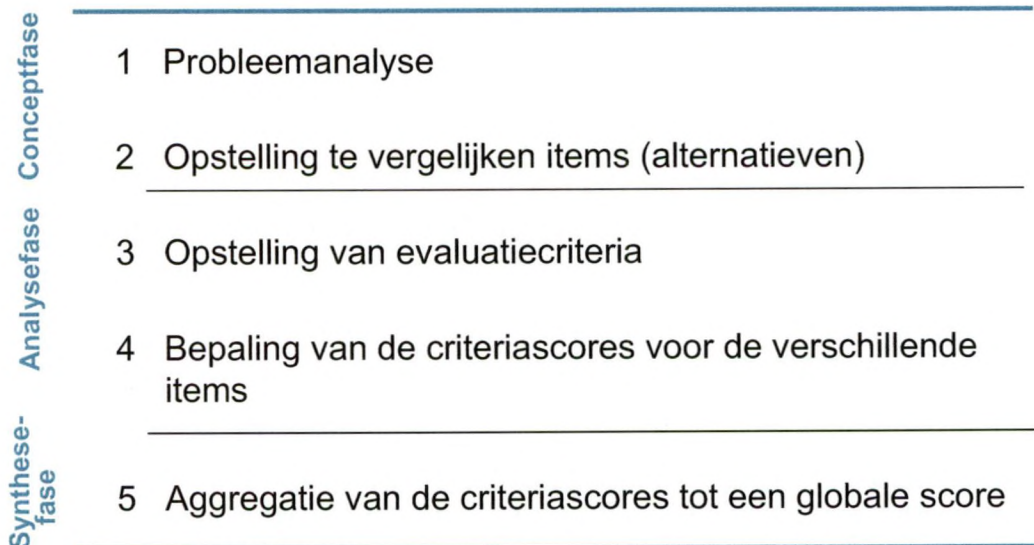 Conceptfase
1 Probleemanalyse
2 Opstelling te vergelijken items (alternatieven)
Analysefase
3 Opstelling van evaluatiecriteria
4 Bepaling van de criteriascores voor de verschillende
items
Synthese-
fase
5 Aggregatie van de criteriascores tot een globale score